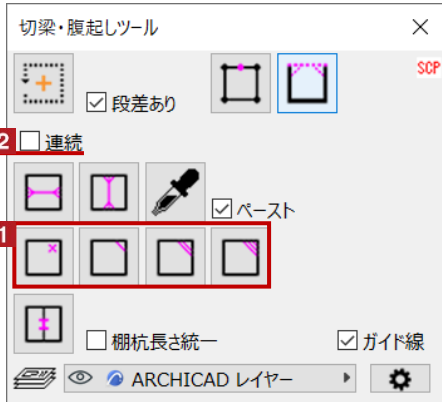 切梁・腹起しツール
SCP
段差あり
2 連続
ペースト
1
棚杭長さ統一 ガイド線
ARCHICAD レイヤー